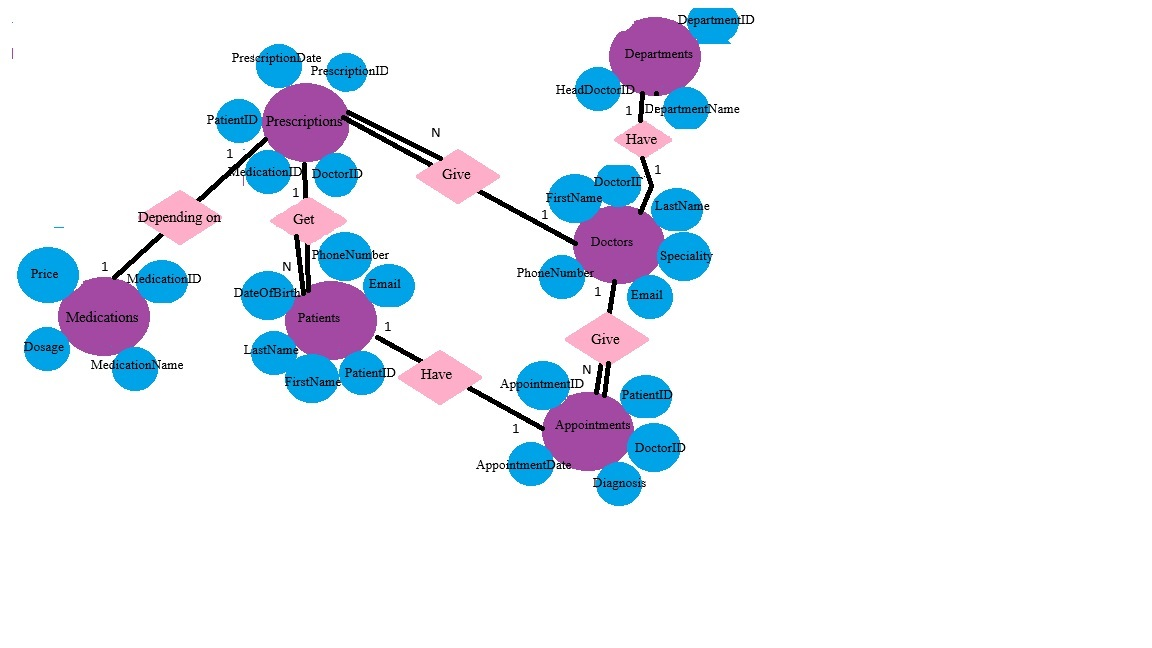 DepartmentID
Departments
HeadDoctorID
DepartmentName
1
Have
1
PrescriptionDate
PrescriptionID
PatientID
Prescriptions
MedicationID
DoctorID
N
Give
1
1
Depending on
1
1
Get
N
DoctorID
FirstName
LastName
Doctors
Speciality
PhoneNumber
Email
1
Give
N
Price
MedicationID
Medications
Dosage
MedicationName
PhoneNumber
Email
DateOfBirth
Patients
LastName
FirstName
PatientID
1
Have
1
AppointmentID
PatientID
Appointments
DoctorID
AppointmentDate
Diagnosis